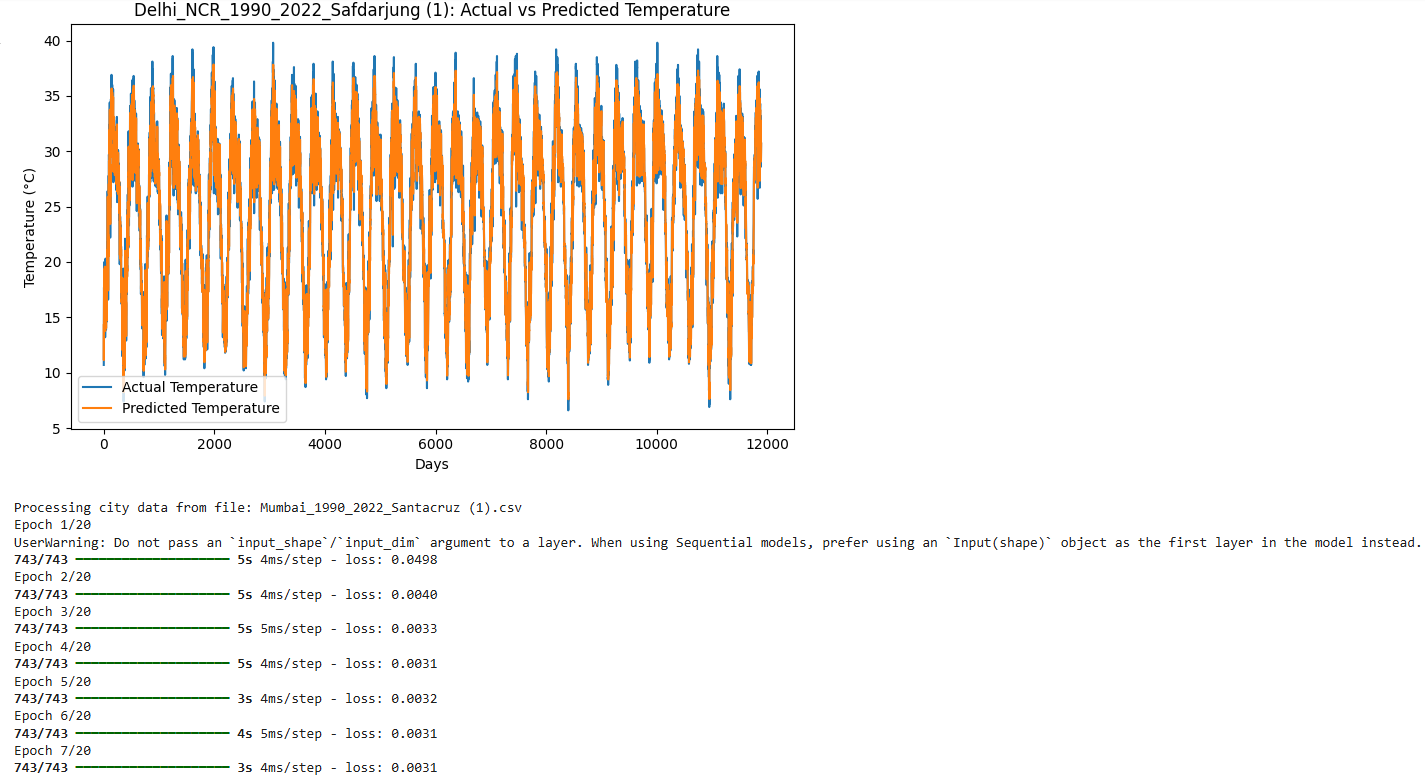 Delhi_NCR_1990_2022_Safdarjung (1): Actual vs Predicted Temperature
40
35
30
25
20
15
10
5
Temperature (°C)
Actual Temperature
Predicted Temperature
0 2000 4000 6000 8000 10000 12000
Days
Processing city data from file: Mumbai_1990_2022_Santacruz (1).csv
Epoch 1/20
UserWarning: Do not pass an `input_shape`/`input_dim` argument to a layer. When using Sequential models, prefer using an `Input(shape)` object as the first layer in the model instead.
743/743 ━━━━━━━━━━━━━━━━━━━━ 5s 4ms/step - loss: 0.0498
Epoch 2/20
743/743 ━━━━━━━━━━━━━━━━━━━━ 5s 4ms/step - loss: 0.0040
Epoch 3/20
743/743 ━━━━━━━━━━━━━━━━━━━━ 5s 5ms/step - loss: 0.0033
Epoch 4/20
743/743 ━━━━━━━━━━━━━━━━━━━━ 5s 4ms/step - loss: 0.0031
Epoch 5/20
743/743 ━━━━━━━━━━━━━━━━━━━━ 3s 4ms/step - loss: 0.0032
Epoch 6/20
743/743 ━━━━━━━━━━━━━━━━━━━━ 4s 5ms/step - loss: 0.0031
Epoch 7/20
743/743 ━━━━━━━━━━━━━━━━━━━━ 3s 4ms/step - loss: 0.0031